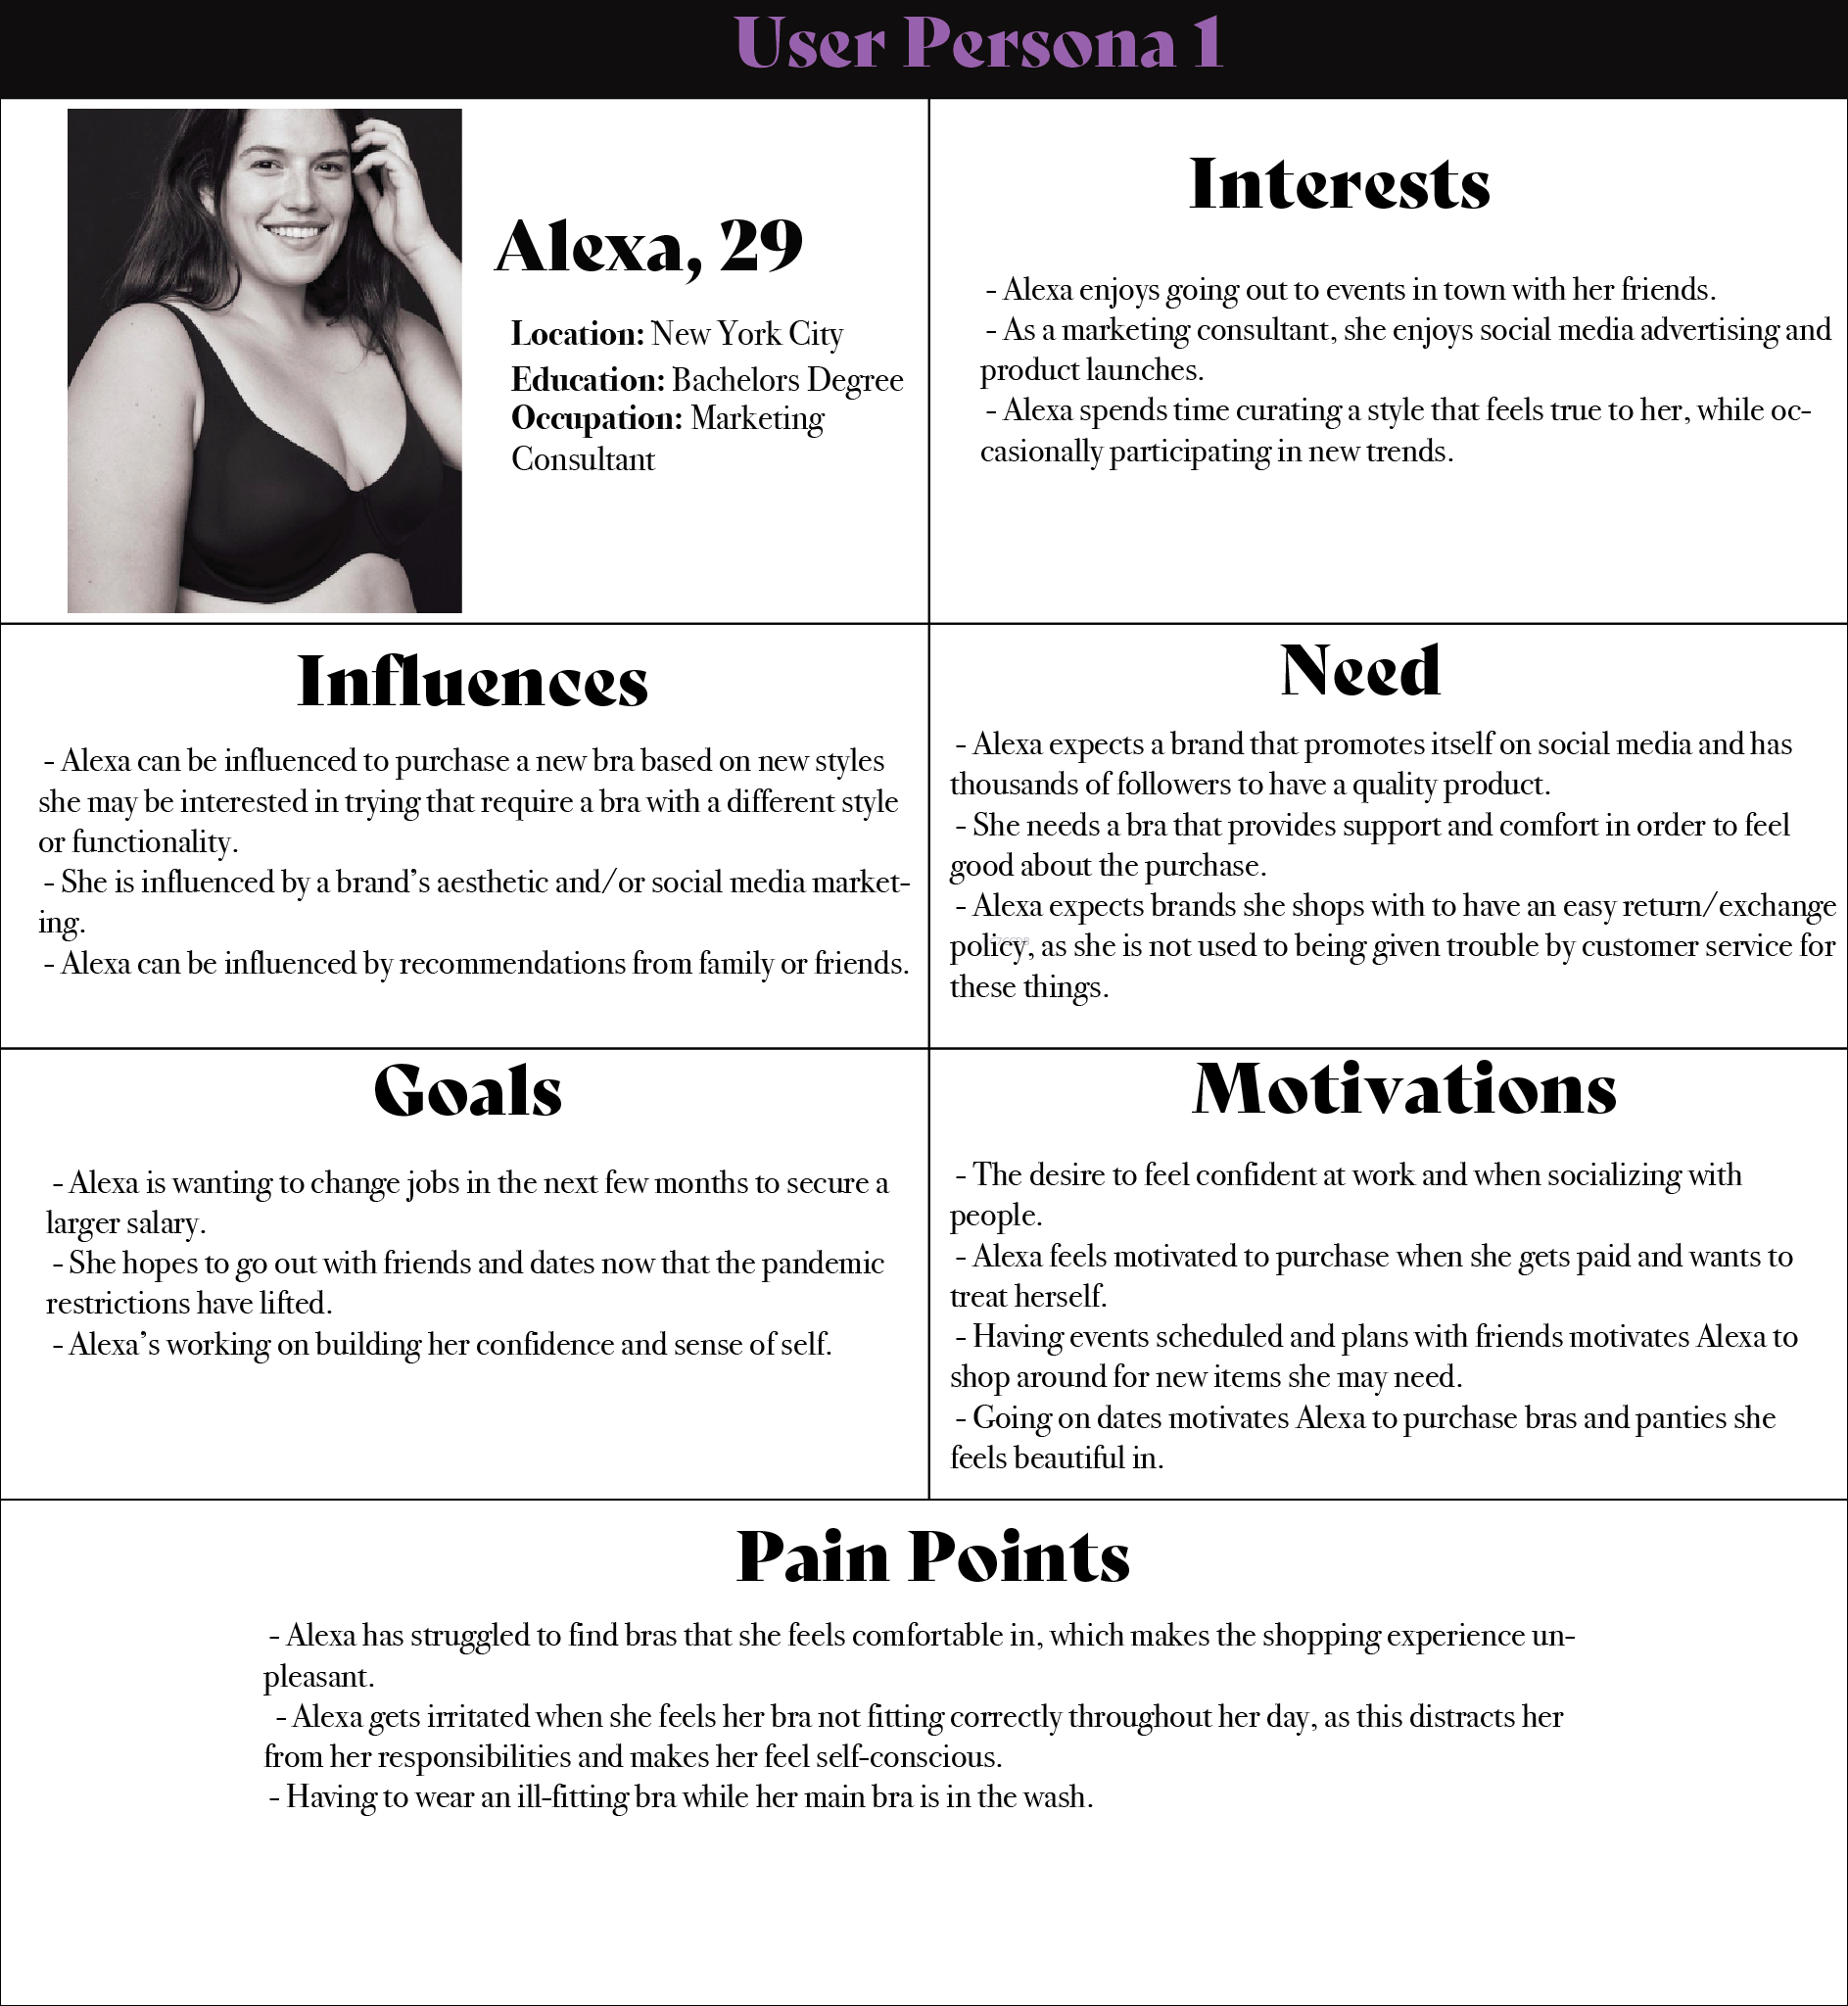 User Persona 1
Alexa, 29
Location: New York City
Education: Bachelors Degree
Occupation: Marketing
Consultant
Interests
- Alexa enjoys going out to events in town with her friends.
- As a marketing consultant, she enjoys social media advertising and
product launches.
- Alexa spends time curating a style that feels true to her, while oc-
casionally participating in new trends.
Influences
- Alexa can be influenced to purchase a new bra based on new styles
she may be interested in trying that require a bra with a different style
or functionality.
- She is influenced by a brand’s aesthetic and/or social media market-
ing.
- Alexa can be influenced by recommendations from family or friends.
Need
- Alexa expects a brand that promotes itself on social media and has
thousands of followers to have a quality product.
- She needs a bra that provides support and comfort in order to feel
good about the purchase.
- Alexa expects brands she shops with to have an easy return/exchange
policy, as she is not used to being given trouble by customer service for
these things.
Goals
- Alexa is wanting to change jobs in the next few months to secure a
larger salary.
- She hopes to go out with friends and dates now that the pandemic
restrictions have lifted.
- Alexa’s working on building her confidence and sense of self.
Motivations
- The desire to feel confident at work and when socializing with
people.
- Alexa feels motivated to purchase when she gets paid and wants to
treat herself.
- Having events scheduled and plans with friends motivates Alexa to
shop around for new items she may need.
- Going on dates motivates Alexa to purchase bras and panties she
feels beautiful in.
Pain Points
- Alexa has struggled to find bras that she feels comfortable in, which makes the shopping experience un-
pleasant.
- Alexa gets irritated when she feels her bra not fitting correctly throughout her day, as this distracts her
from her responsibilities and makes her feel self-conscious.
- Having to wear an ill-fitting bra while her main bra is in the wash.